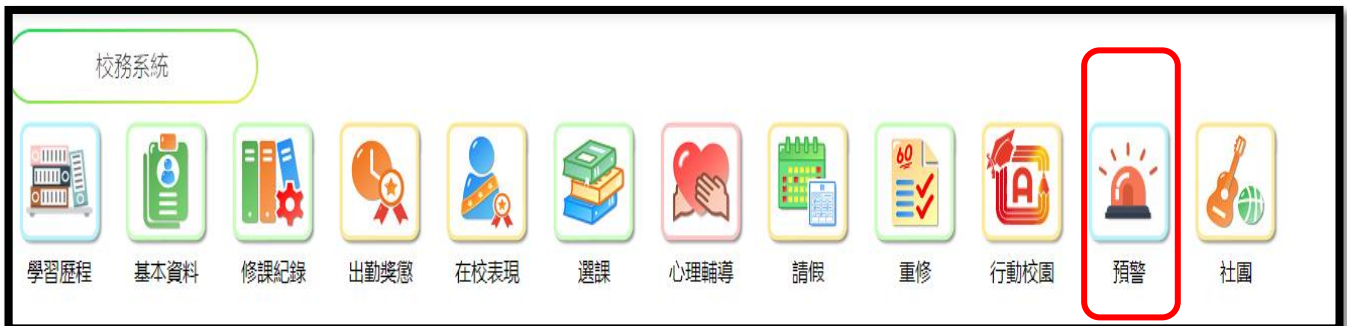 校務系統
60
A
學習歷程 基本資料 修課紀錄 出勤獎懲 在校表現 選課 心理輔導 請假 重修 行動校園 預警 社團